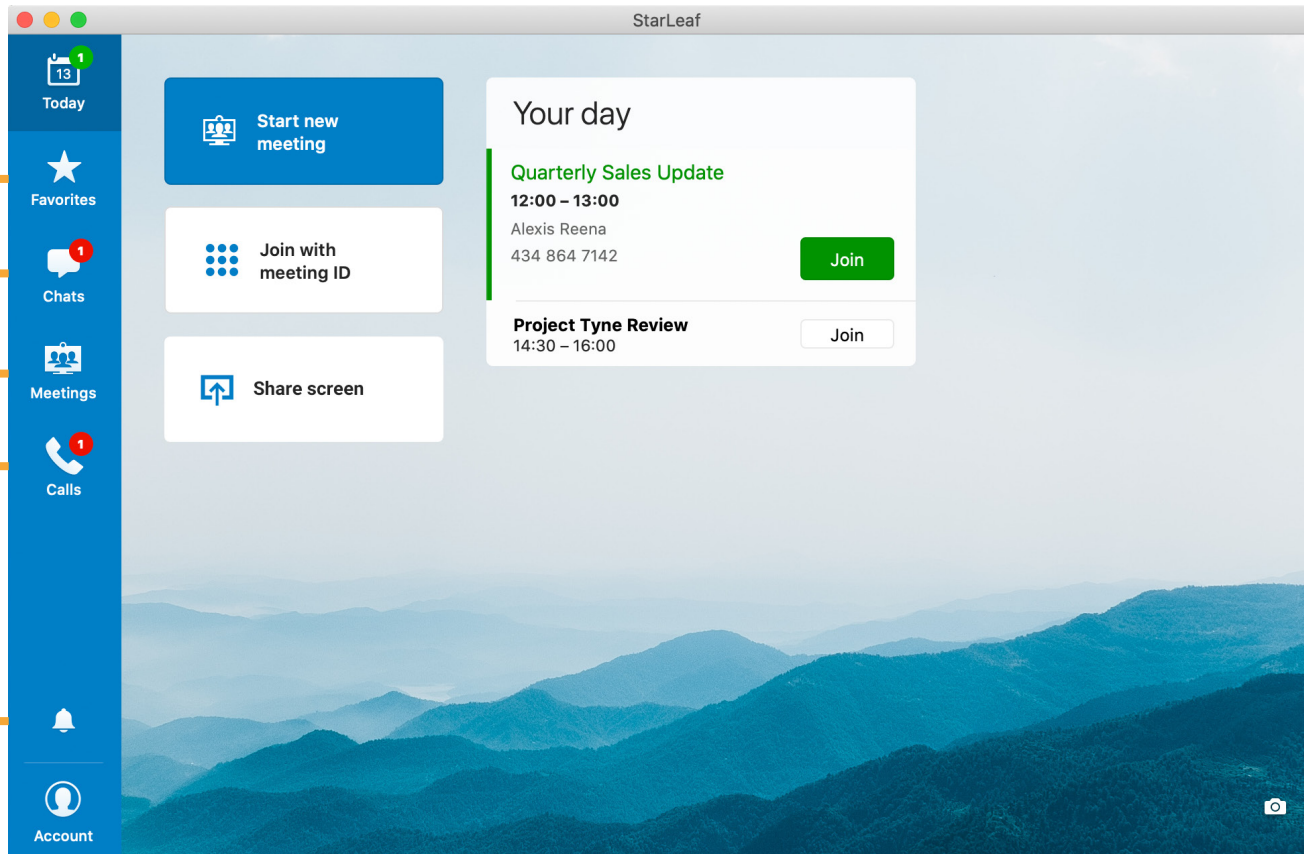 StarLeaf
1
13
Today
Favorites
1
Chats
Meetings
1
Calls
Account
Start new
meeting
Join with
meeting ID
Share screen
Your day
Quarterly Sales Update
12:00 – 13:00
Alexis Reena
434 864 7142
Join
Project Tyne Review
14:30 – 16:00
Join